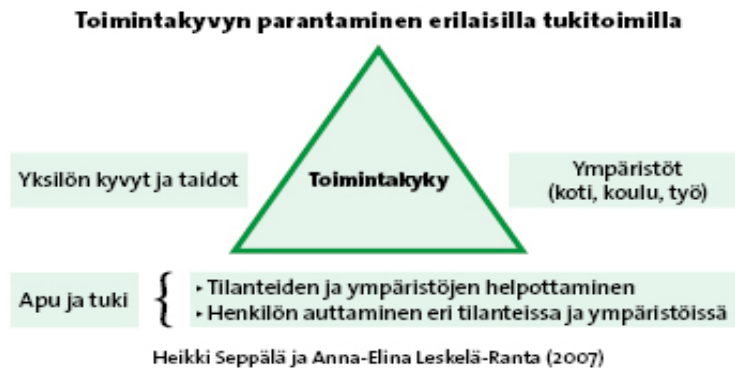 Toimintakyvyn parantaminen erilaisilla tukitoimilla
Yksilön kyvyt ja taidot
Toimintakyky
Ympäristöt
(koti, koulu, työ)
Apu ja tuki
▸ Tilanteiden ja ympäristöjen helpottaminen
▸ Henkilön auttaminen eri tilanteissa ja ympäristöissä
Heikki Seppälä ja Anna-Elina Leskelä-Ranta (2007)